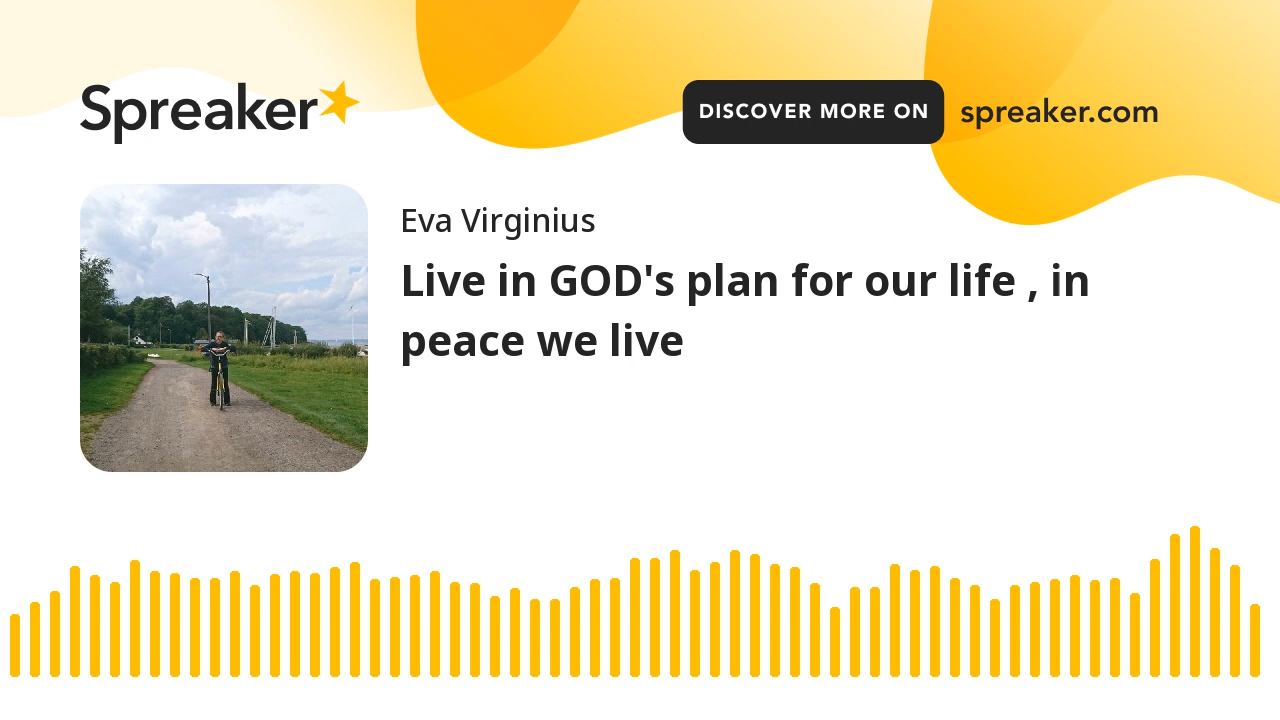 Spreaker
DISCOVER MORE ON spreaker.com
Eva Virginius
Live in GOD's plan for our life , in
peace we live